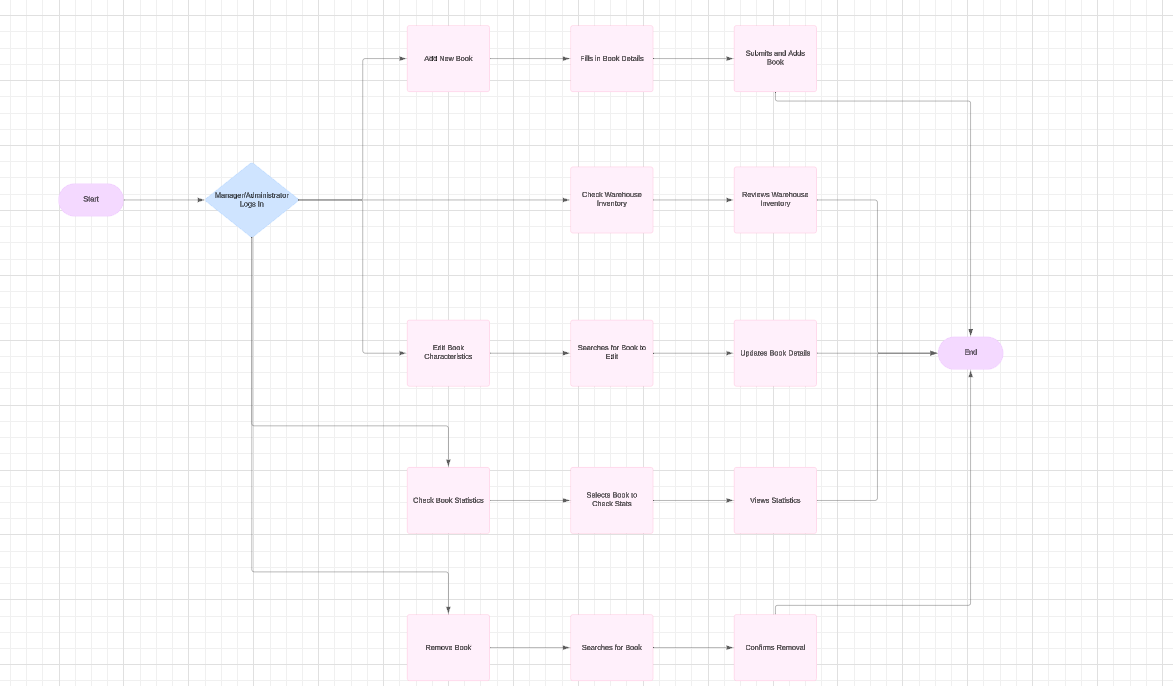 Add New Book
Fills in Book Details
Submits and Adds
Book
Start
Manager/Administrator
Logs In
Check Warehouse
Inventory
Reviews Warehouse
Inventory
Edit Book
Characteristics
Searches for Book to
Edit
Updates Book Details
End
Check Book Statistics
Selects Book to
Check Stats
Views Statistics
Remove Book
Searches for Book
Confirms Removal